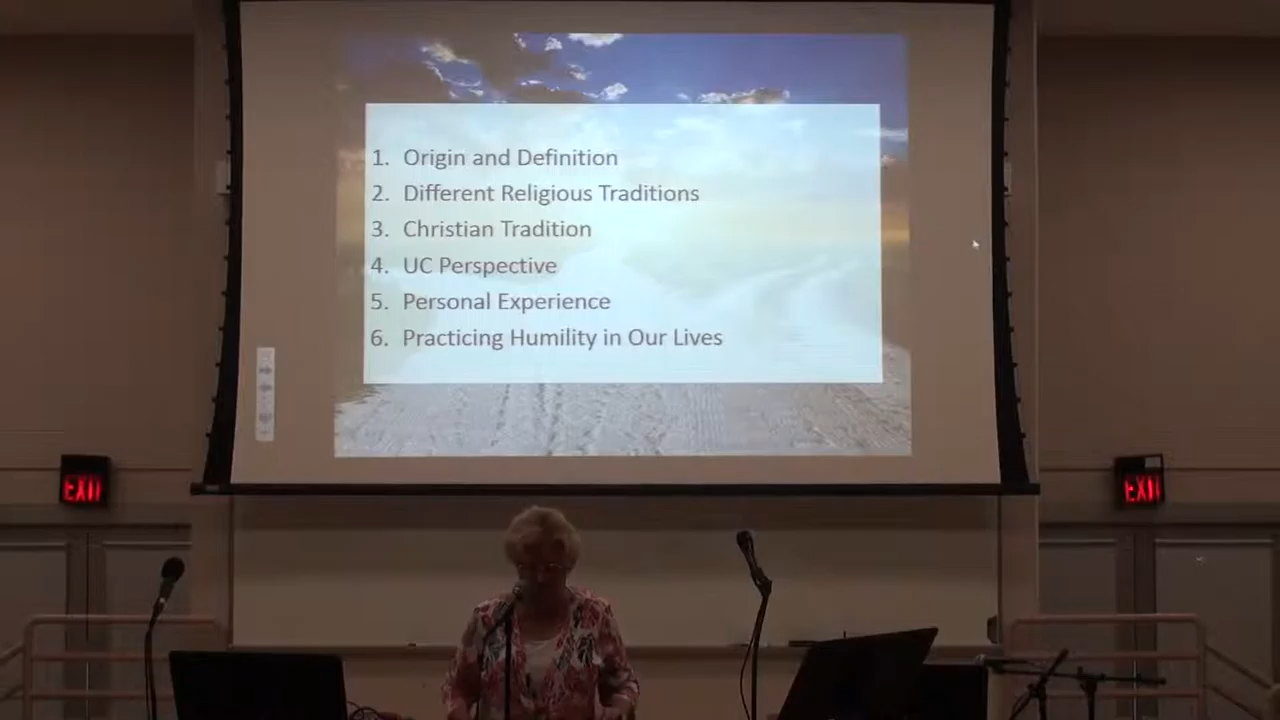 1. Origin and Definition
2. Different Religious Traditions
3. Christian Tradition
4. UC Perspective
5. Personal Experience
6. Practicing Humility in Our Lives
EXIT
EXIT